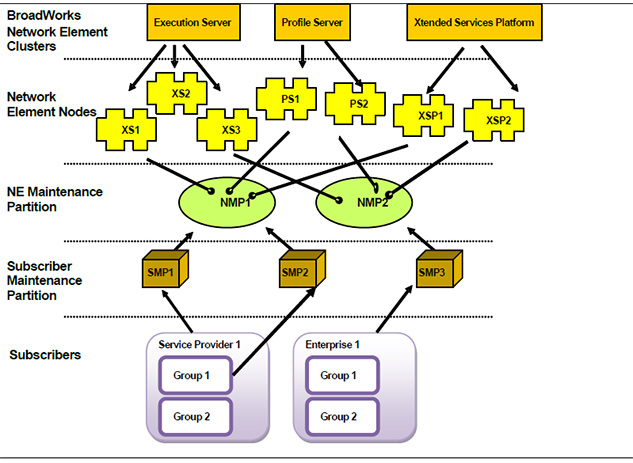 BroadWorks
Network Element
Clusters
Execution Server
Profile Server
Xtended Services Platform
Network
Element Nodes
XS1
XS2
XS3
PS1
PS2
XSP1
XSP2
NE Maintenance
Partition
NMP1
NMP2
Subscriber
Maintenance
Partition
SMP1
SMP2
SMP3
Subscribers
Service Provider 1
Group 1
Group 2
Enterprise 1
Group 1
Group 2